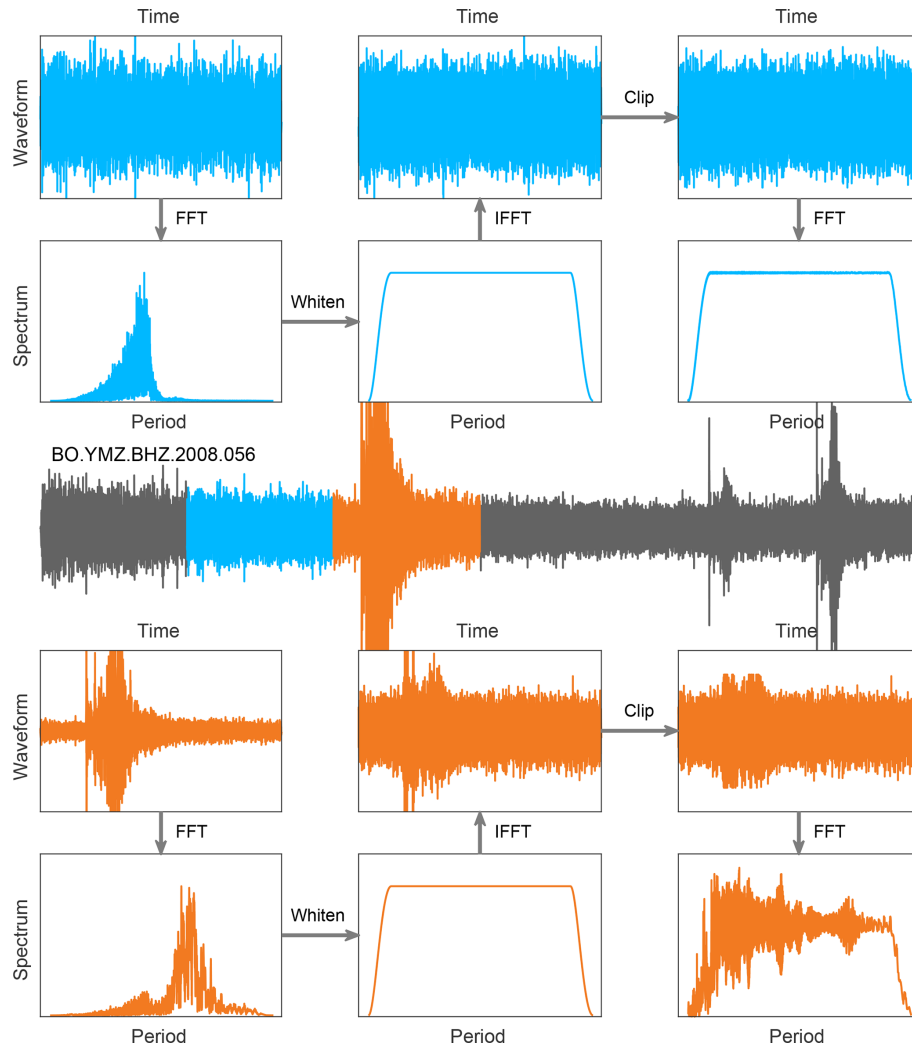 Time
Time
Time
Waveform
Clip
FFT
IFFT
FFT
Spectrum
Whiten
Period
Period
Period
BO.YMZ.BHZ.2008.056
Time
Time
Time
Waveform
Clip
FFT
IFFT
FFT
Spectrum
Whiten
Period
Period
Period